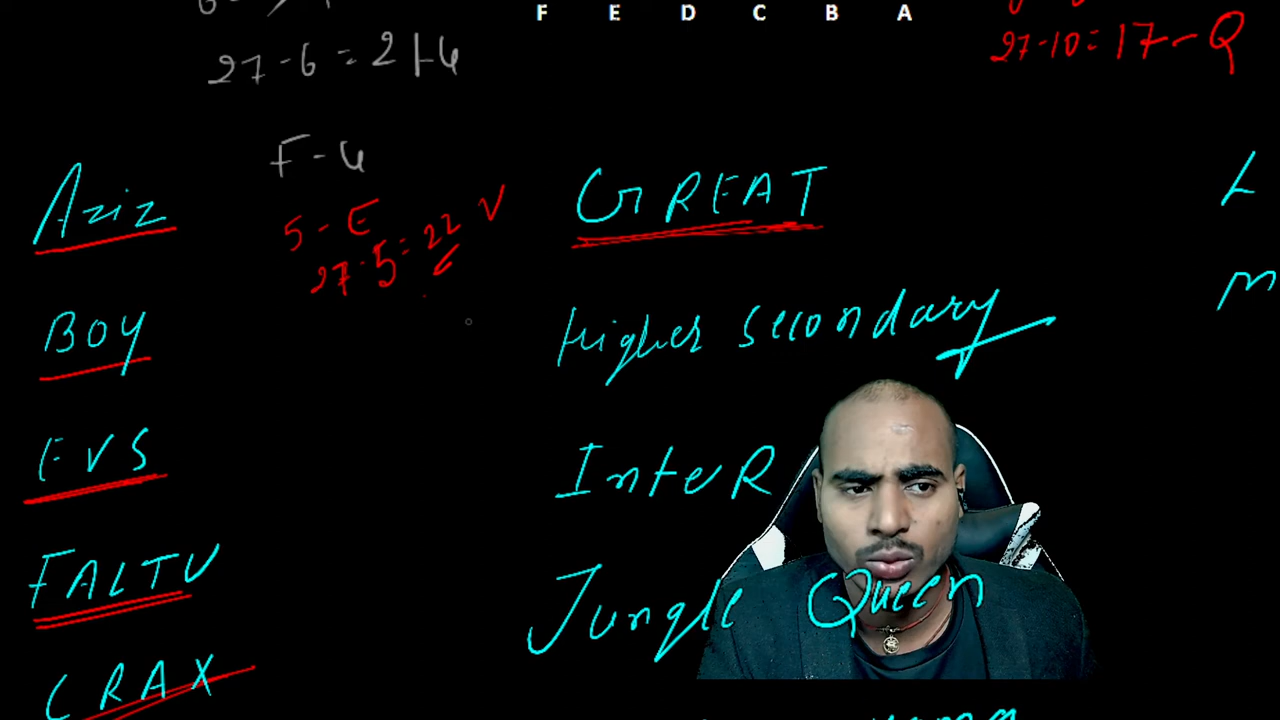 F E D C B A
27-10=17-Q
27-6=21-U
F-U
Aziz
5-E
27-5=22 V
GREAT
L
BOY
Higher secondary
M
EVS
InteR
FALTU
Jungle Queen
CRAX